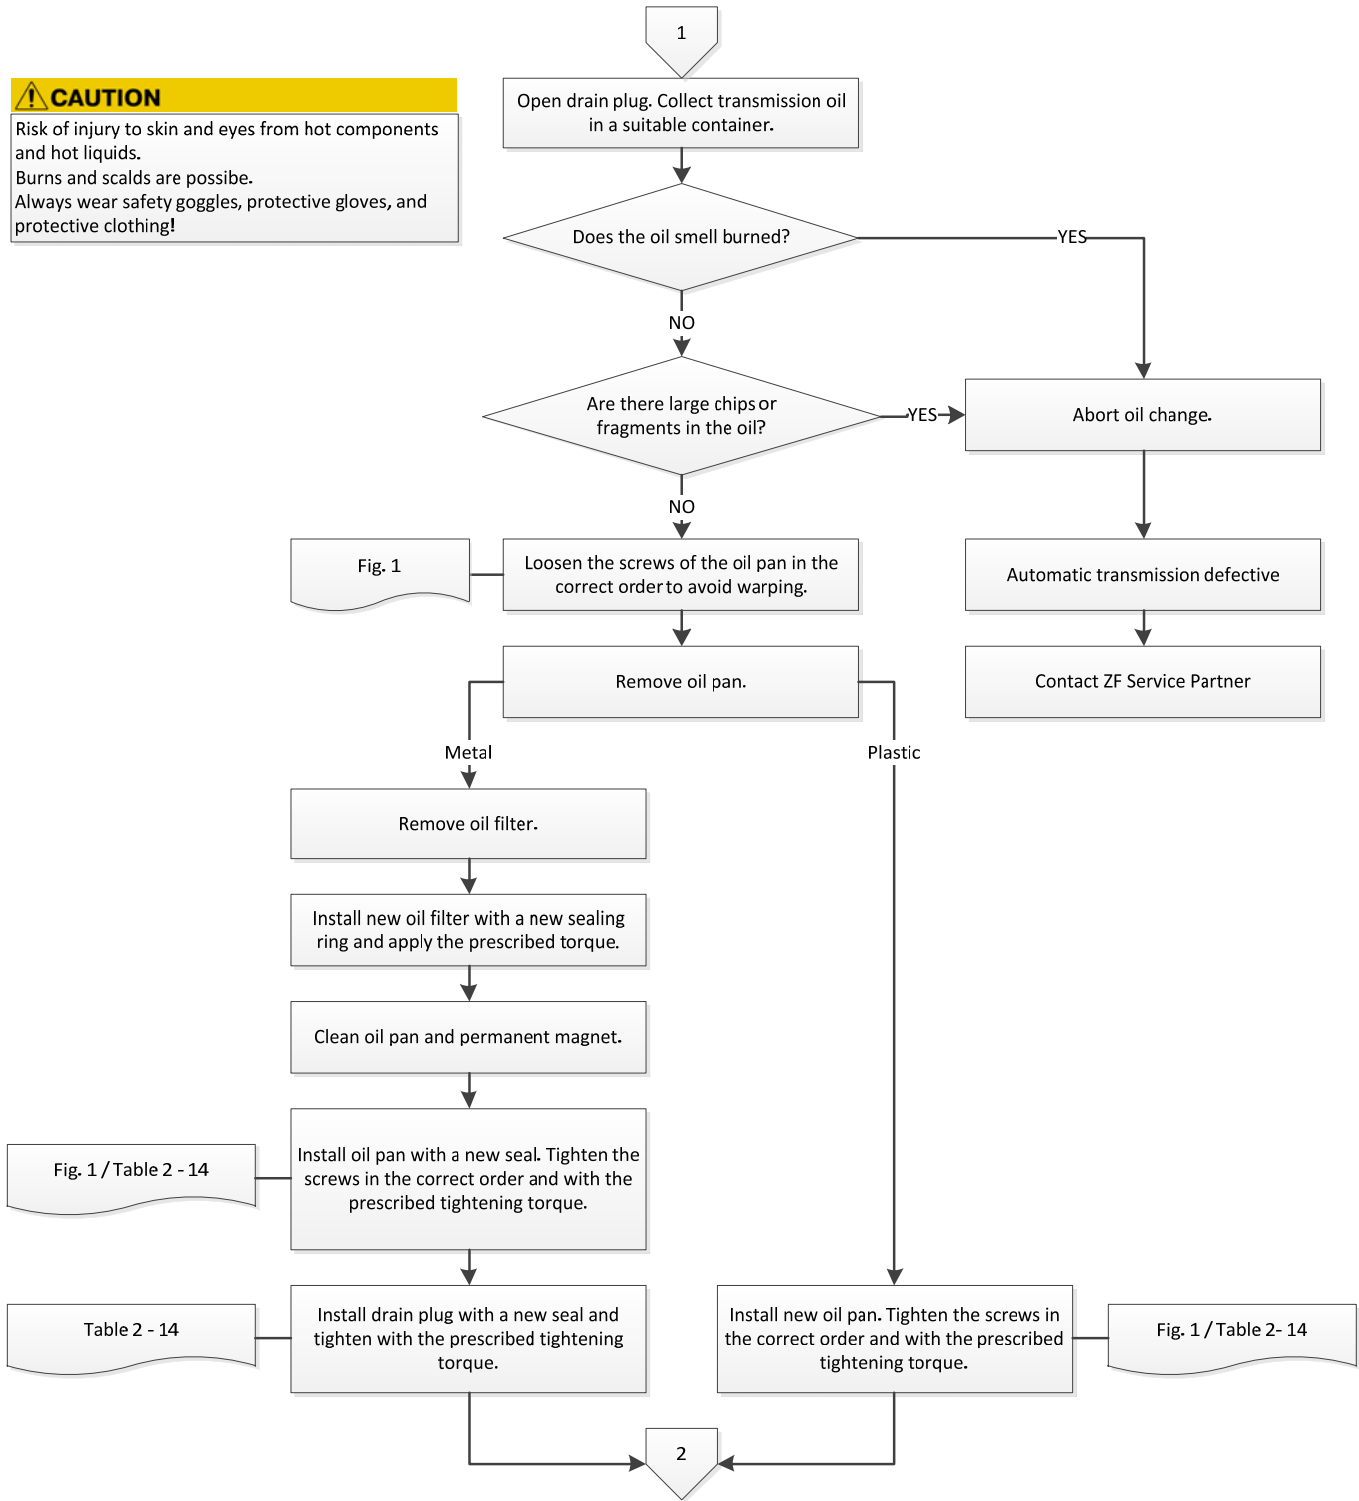 1
CAUTION
Risk of injury to skin and eyes from hot components
and hot liquids.
Burns and scalds are possibe.
Always wear safety goggles, protective gloves, and
protective clothing!
Open drain plug. Collect transmission oil
in a suitable container.
Does the oil smell burned?
YES
NO
Are there large chips or
fragments in the oil?
YES
Abort oil change.
NO
Fig. 1
Loosen the screws of the oil pan in the
correct order to avoid warping.
Automatic transmission defective
Remove oil pan.
Contact ZF Service Partner
Metal
Plastic
Remove oil filter.
Install new oil filter with a new sealing
ring and apply the prescribed torque.
Clean oil pan and permanent magnet.
Fig. 1 / Table 2 - 14
Install oil pan with a new seal. Tighten the
screws in the correct order and with the
prescribed tightening torque.
Table 2 - 14
Install drain plug with a new seal and
tighten with the prescribed tightening
torque.
Install new oil pan. Tighten the screws in
the correct order and with the prescribed
tightening torque.
Fig. 1 / Table 2- 14
2